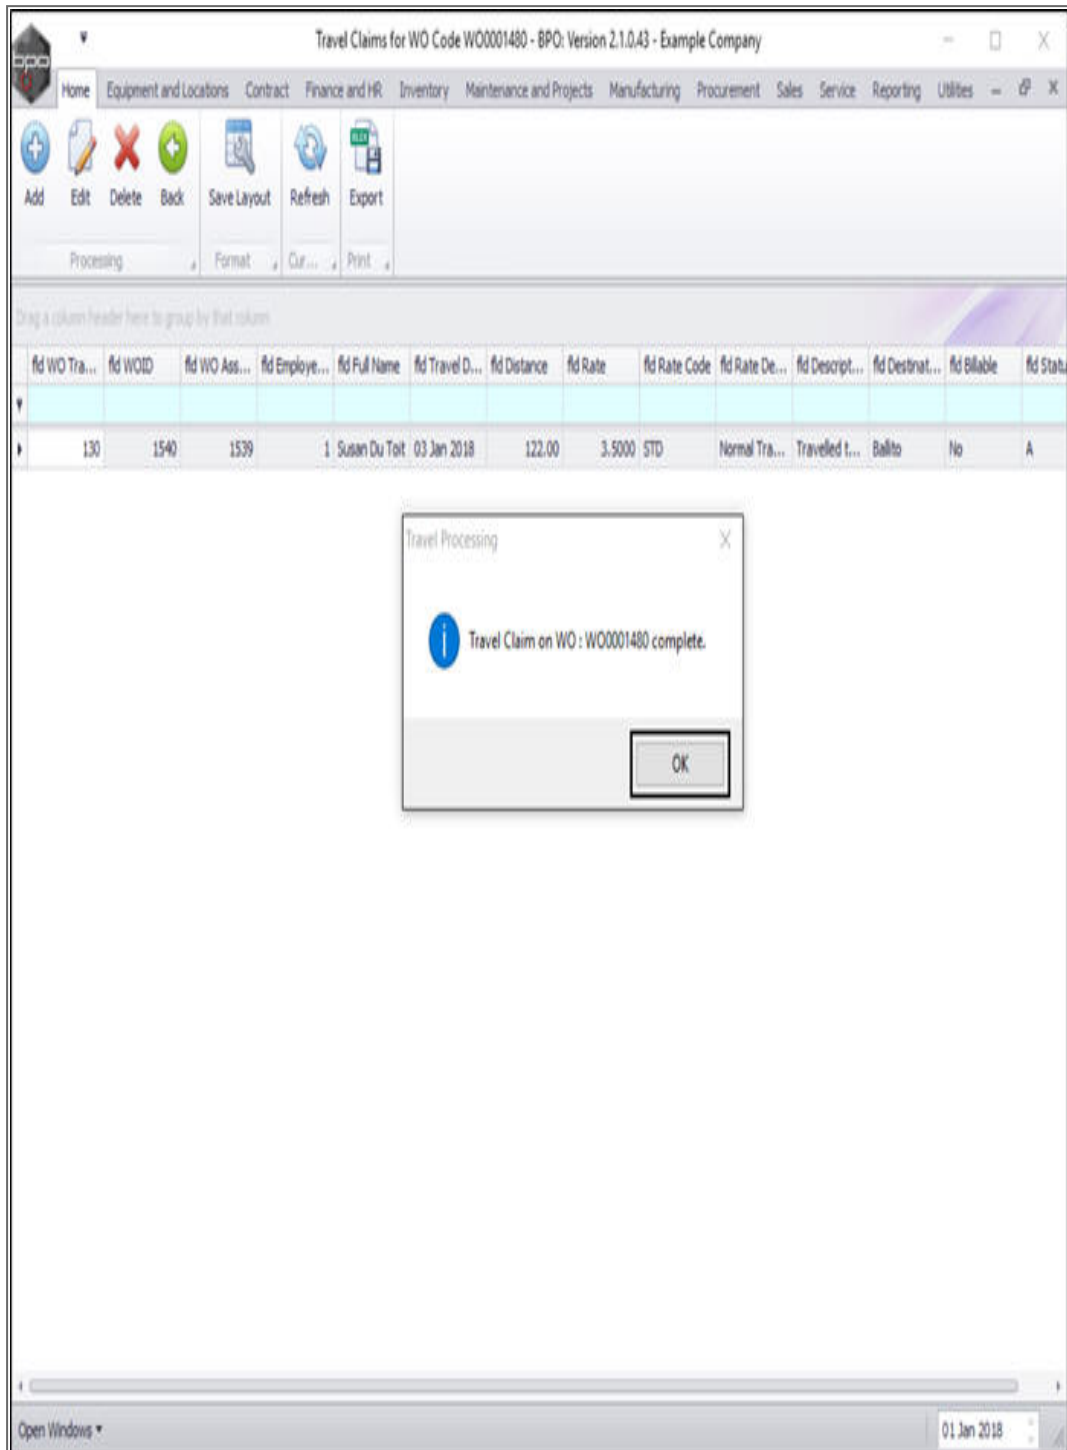 Travel Claims for WO Code WO0001480 - BPO: Version 2.1.0.43 - Example Company
bpo
Home Equipment and Locations Contract Finance and HR Inventory Maintenance and Projects Manufacturing Procurement Sales Service Reporting Utilities
XLSX
Add Edit Delete Back Save Layout Refresh Export
Processing Format Cur... Print
Drag a column header here to group by that column
fld WO Tra... fld WOID fld WO Ass... fld Employe... fld Full Name fld Travel D... fld Distance fld Rate fld Rate Code fld Rate De... fld Descript... fld Destinat... fld Billable fld Statu
130 1540 1539 1 Susan Du Toit 03 Jan 2018 122.00 3.5000 STD Normal Tra... Travelled t... Ballito No A
Travel Processing
Travel Claim on WO : WO0001480 complete.
OK
Open Windows 01 Jan 2018